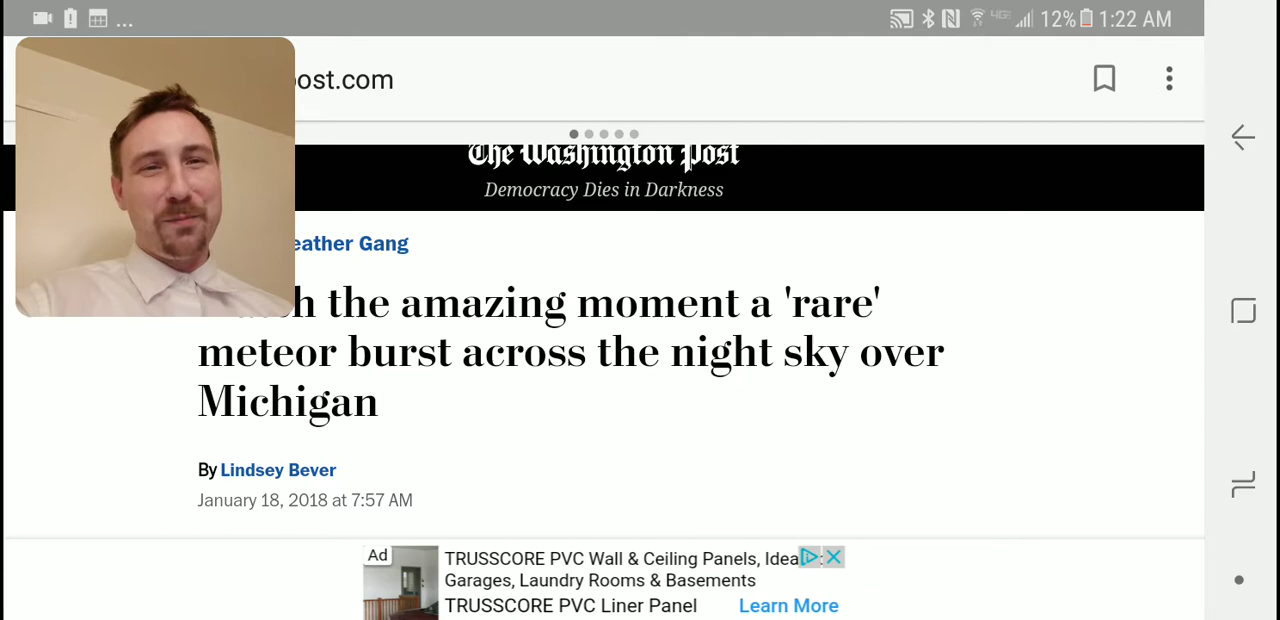 12% 1:22 AM
ost.com
The Washington Post
Democracy Dies in Darkness
eather Gang
h the amazing moment a 'rare'
meteor burst across the night sky over
Michigan
By Lindsey Bever
January 18, 2018 at 7:57 AM
Ad
TRUSSCORE PVC Wall & Ceiling Panels,
Garages, Laundry Rooms & Basements
TRUSSCORE PVC Liner Panel Learn More